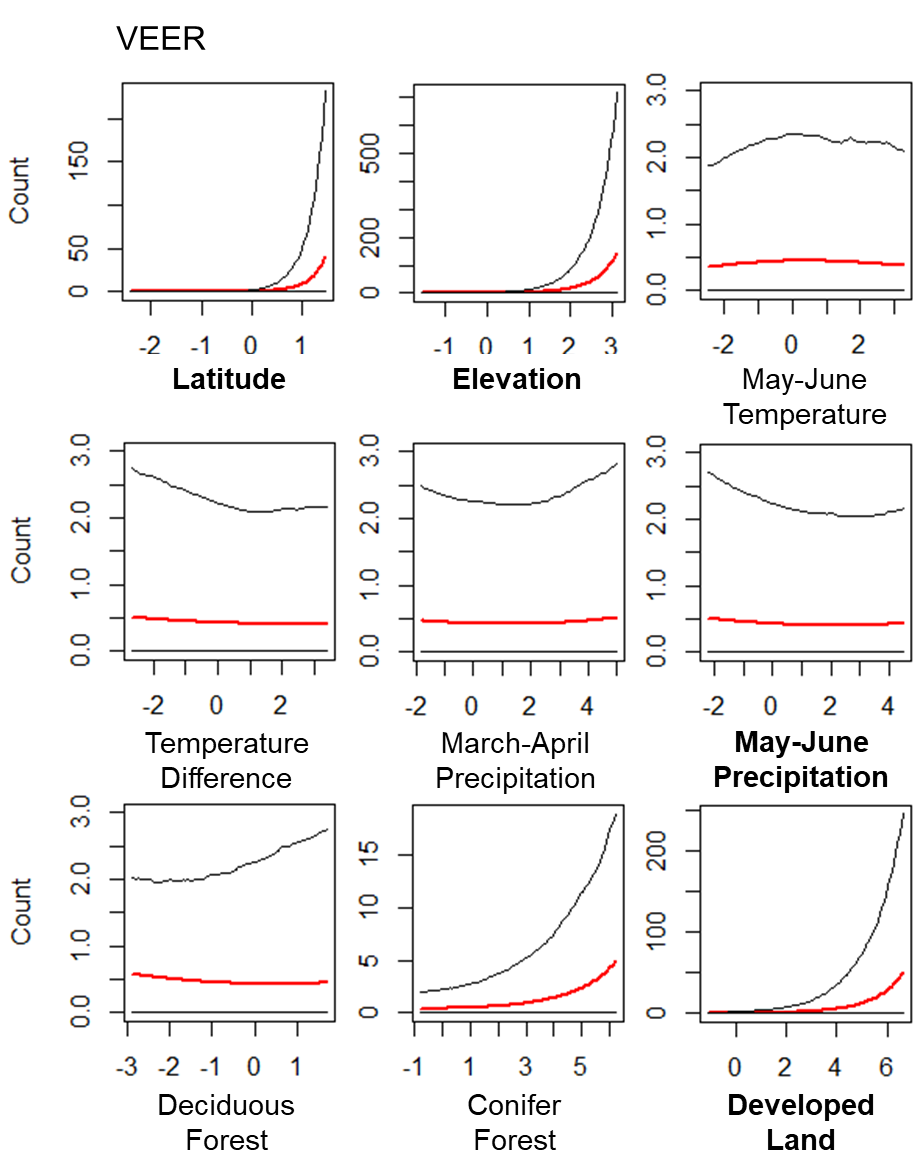 VEER
Count
150
50
0
-2 -1 0 1
Latitude
500
200
0
-1 0 1 2 3
Elevation
3.0
2.0
1.0
0.0
-2 0 2
May-June
Temperature
Count
3.0
2.0
1.0
0.0
-2 0 2
Temperature
Difference
3.0
2.0
1.0
0.0
-2 0 2 4
March-April
Precipitation
3.0
2.0
1.0
0.0
-2 0 2 4
May-June
Precipitation
Count
3.0
2.0
1.0
0.0
-3 -2 -1 0 1
Deciduous
Forest
15
10
5
0
-1 1 3 5
Conifer
Forest
200
100
0
0 2 4 6
Developed
Land